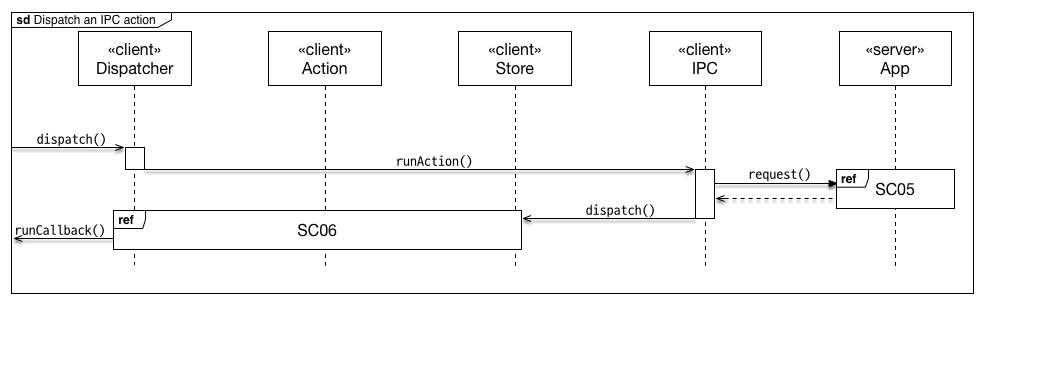 sd Dispatch an IPC action
«client»
Dispatcher
«client»
Action
«client»
Store
«client»
IPC
«server»
App
dispatch()
runAction()
request()
ref
SC05
dispatch()
ref
SC06
runCallback()